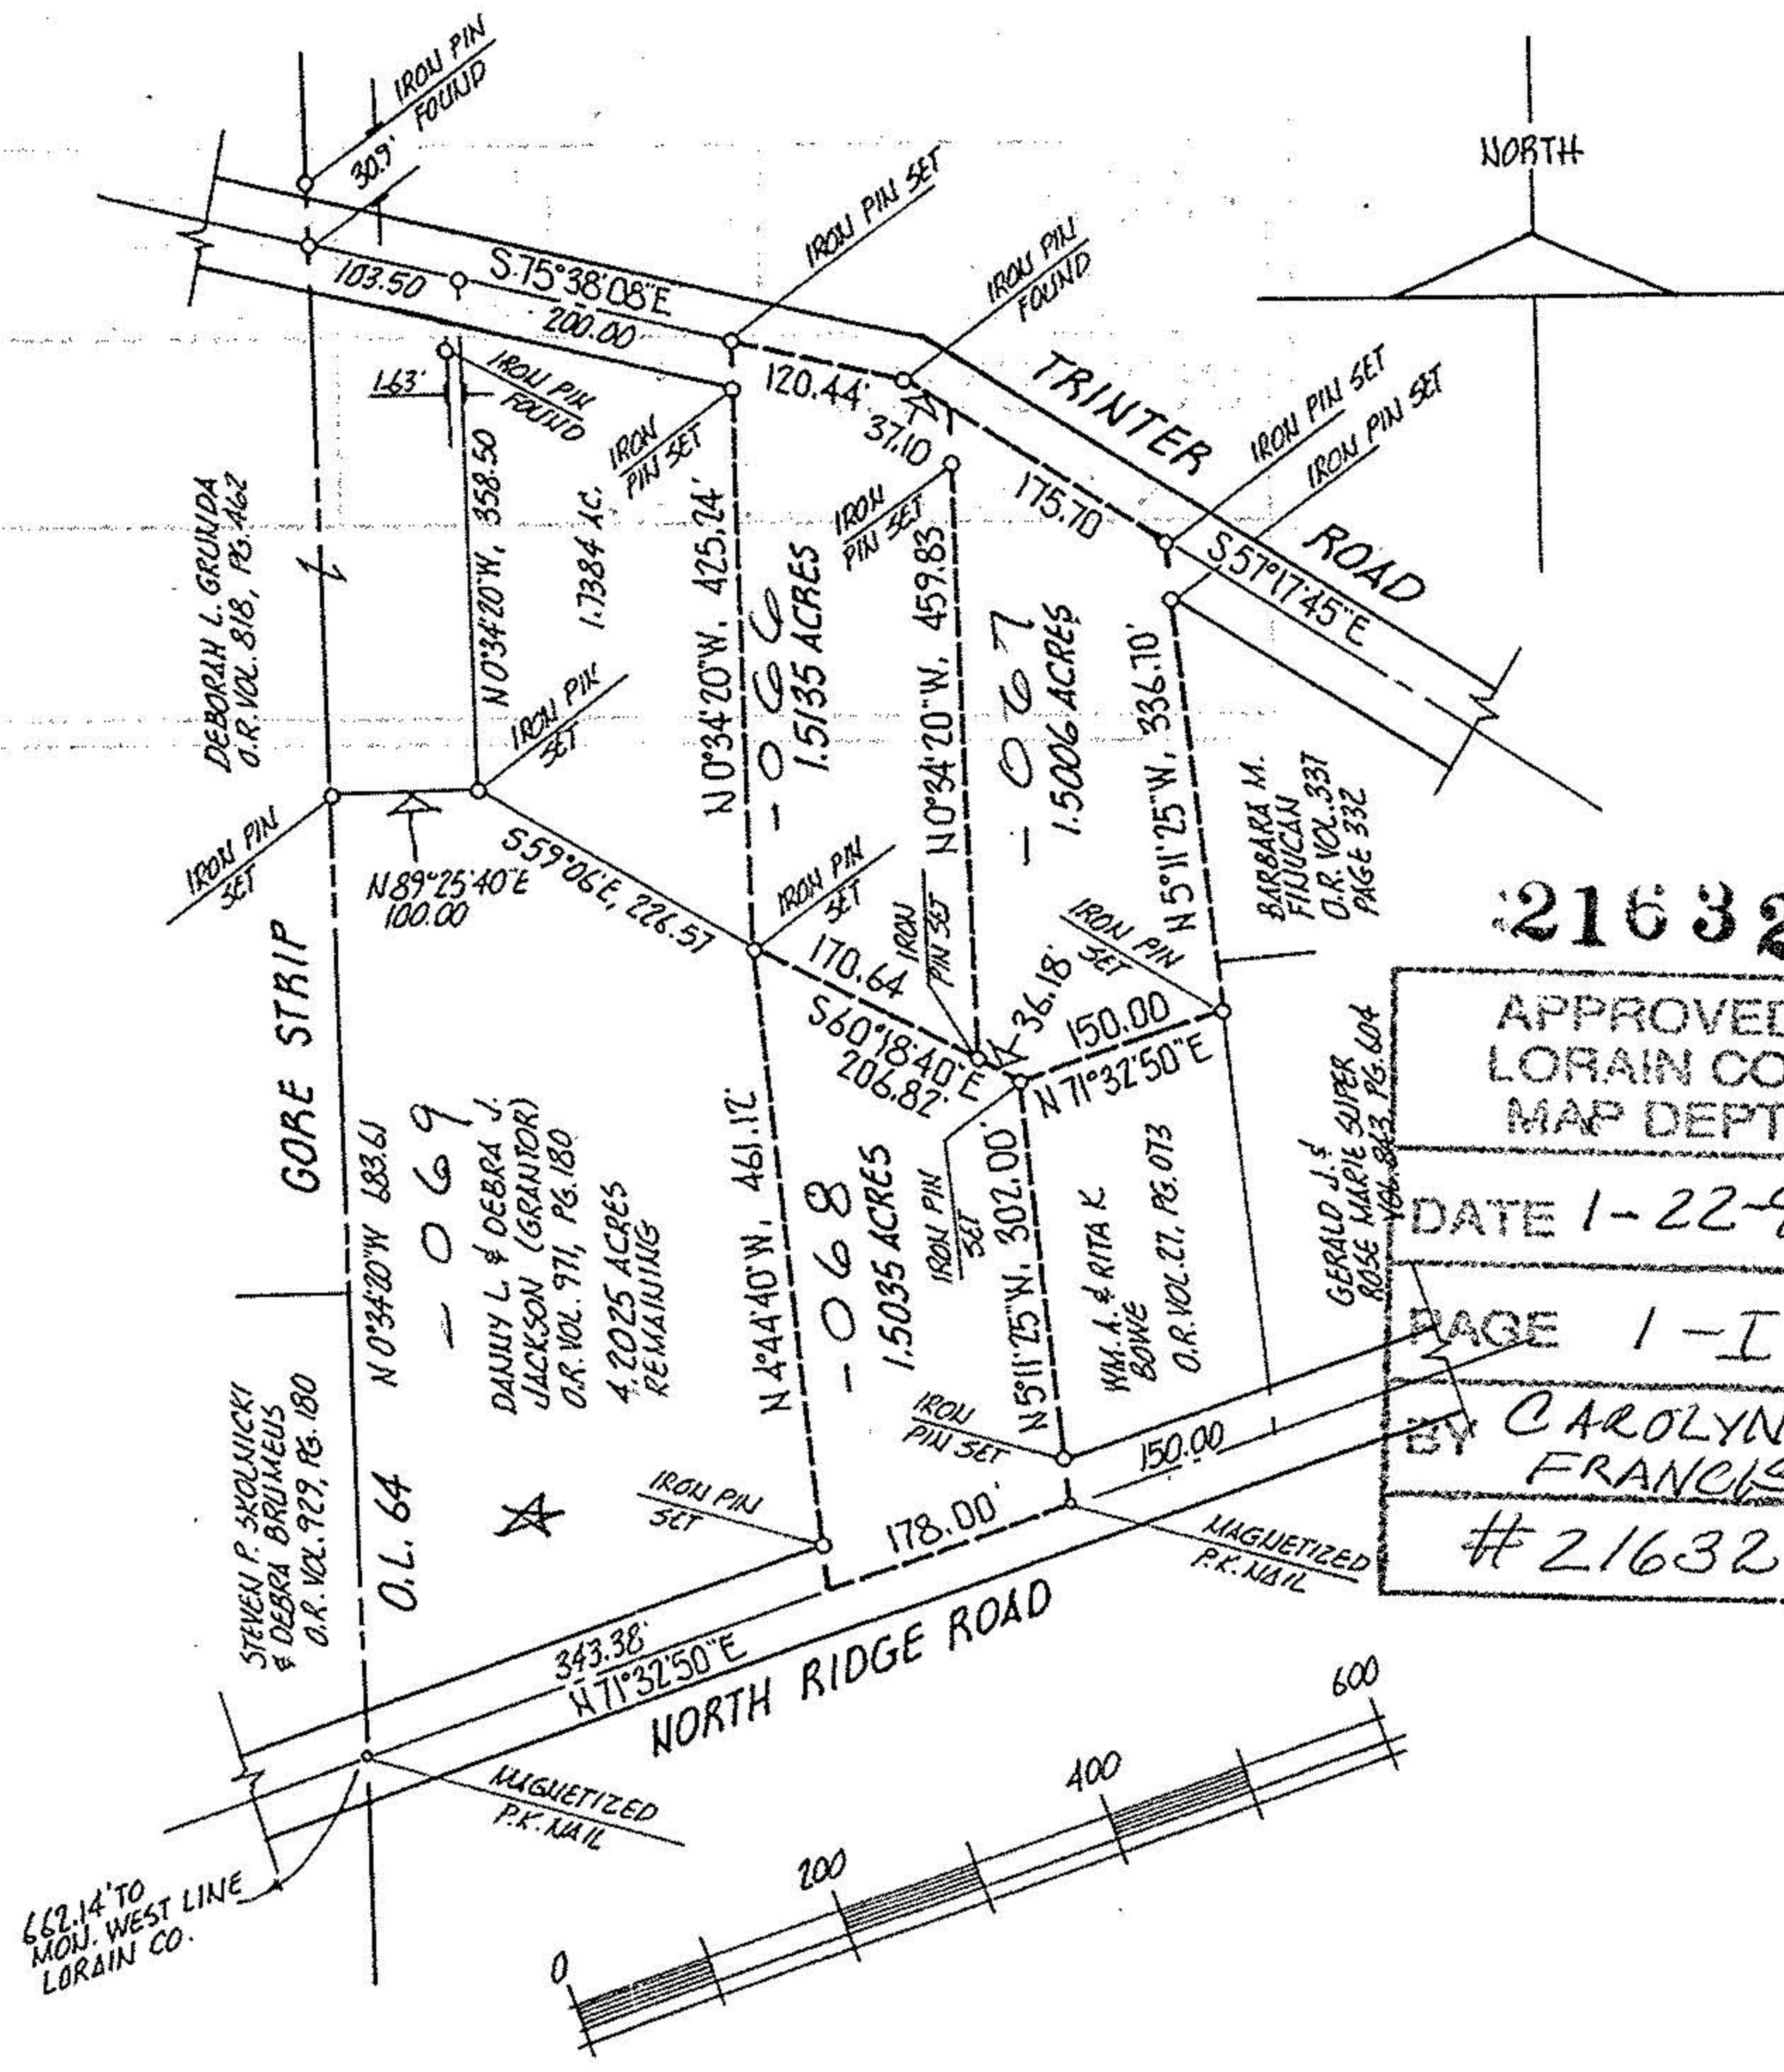 IRON PIN
FOUND
30.9'
NORTH
IRON PIN SET
IRON PIN
FOUND
103.50
S.75°38'08"E
200.00
TRINTER
ROAD
120.44'
37.10
175.70
IRON PIN SET
IRON PIN SET
S.57°17'45"E
1.63'
IRON PIN
FOUND
IRON
PIN SET
IRON
PIN SET
DEBORAH L. GRUNDA
O.R. VOL. 818, PG. 462
N0°34'20"W, 358.50
1.7384 AC.
N0°34'20"W, 425.24'
-066
1.5135 ACRES
N0°34'20"W, 459.83
-067
1.5006 ACRES
N5°11'25"W, 336.70'
BARBARA M.
FINUCAN
O.R. VOL. 337
PAGE 332
IRON PIN
SET
IRON PIN
SET
N89°25'40"E
100.00
S59°06'E, 226.57
IRON PIN
SET
IRON
PIN SET
IRON PIN
SET
170.64
S60°18'40"E
206.82'
36.18'
150.00
N71°32'50"E
21632
APPROVED
LORAIN CO
MAP DEPT
DATE 1-22-
PAGE 1-I
BY CAROLYN
FRANCIS
#21632
GORE STRIP
N0°34'20"W 683.61
-069
DANNY L. & DEBRA J.
JACKSON (GRANTOR)
O.R. VOL. 971, PG. 180
4.2025 ACRES
REMAINING
N4°44'40"W, 461.12'
-068
1.5035 ACRES
IRON PIN
SET
N5°11'25"W, 302.00'
WM. A. & RITA K.
BOWE
O.R. VOL. 27, PG. 073
GERALD J. &
ROSE MARIE SUPER
VOL. 843, PG. 604
STEVEN P. SKOLNICKI
& DEBRA BRUMELIS
O.R. VOL. 929, PG. 180
O.L. 64
IRON PIN
SET
IRON
PIN SET
178.00'
150.00
MAGNETIZED
P.K. NAIL
343.38'
N71°32'50"E
NORTH RIDGE ROAD
MAGNETIZED
P.K. NAIL
662.14' TO
MON. WEST LINE
LORAIN CO.
0
200
400
600